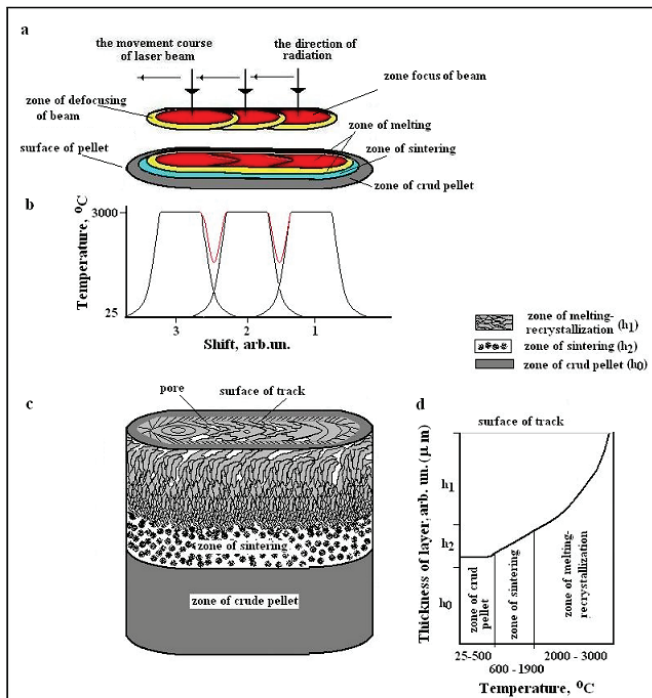 a
the movement course
of laser beam
the direction of
radiation
zone of defocusing
of beam
zone focus of beam
zone of melting
surface of pellet
zone of sintering
zone of crud pellet
b
Temperature, °C
3000
25
3
2
1
Shift, arb.un.
zone of melting-
recrystallization (h1)
zone of sintering (h2)
zone of crud pellet (h0)
c
pore
surface of track
zone of sintering
zone of crude pellet
d
surface of track
Thickness of layer, arb. un. (µ m)
h1
h2
h0
zone of crud
pellet
zone of sintering
zone of melting-
recrystallization
25-500
600 - 1900
2000 - 3000
Temperature, °C